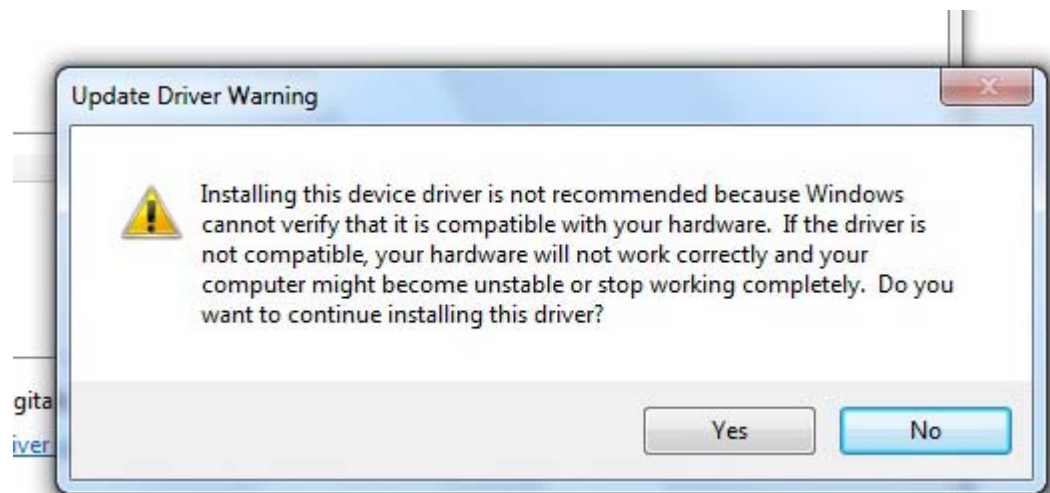 Update Driver Warning
Installing this device driver is not recommended because Windows
cannot verify that it is compatible with your hardware.  If the driver is
not compatible, your hardware will not work correctly and your
computer might become unstable or stop working completely.  Do you
want to continue installing this driver?
gita
iver
Yes No